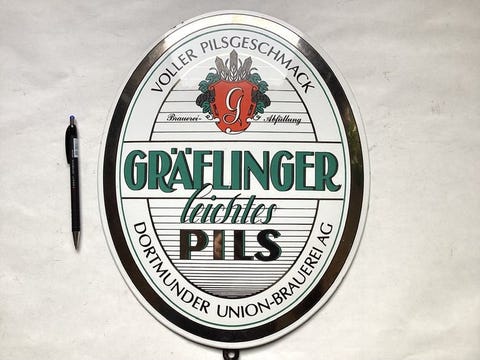 VOLLER PILSGESCHMACK
G
Brauerei- Abfüllung
GRÄFLINGER
leichtes
PILS
DORTMUNDER UNION-BRAUEREI AG